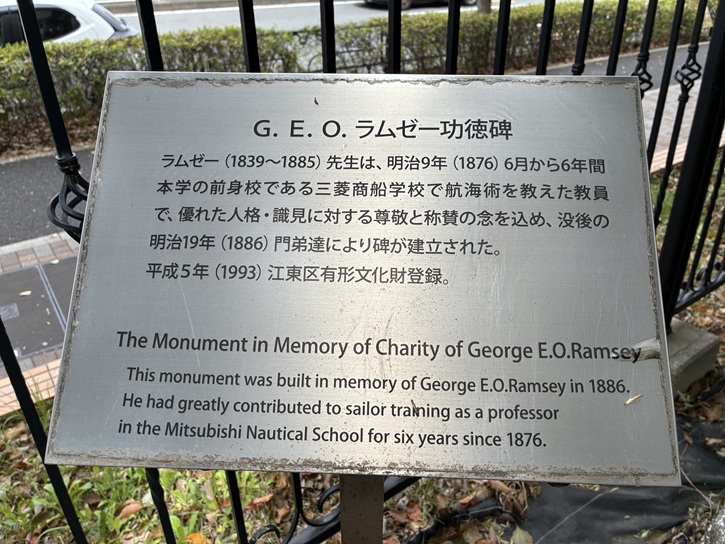 G. E. O. ラムゼー功徳碑
ラムゼー（1839～1885）先生は、明治9年（1876）6月から6年間
本学の前身校である三菱商船学校で航海術を教えた教員
で、優れた人格・識見に対する尊敬と称賛の念を込め、没後の
明治19年（1886）門弟達により碑が建立された。
平成5年（1993）江東区有形文化財登録。
The Monument in Memory of Charity of George E.O.Ramsey
This monument was built in memory of George E.O.Ramsey in 1886.
He had greatly contributed to sailor training as a professor
in the Mitsubishi Nautical School for six years since 1876.